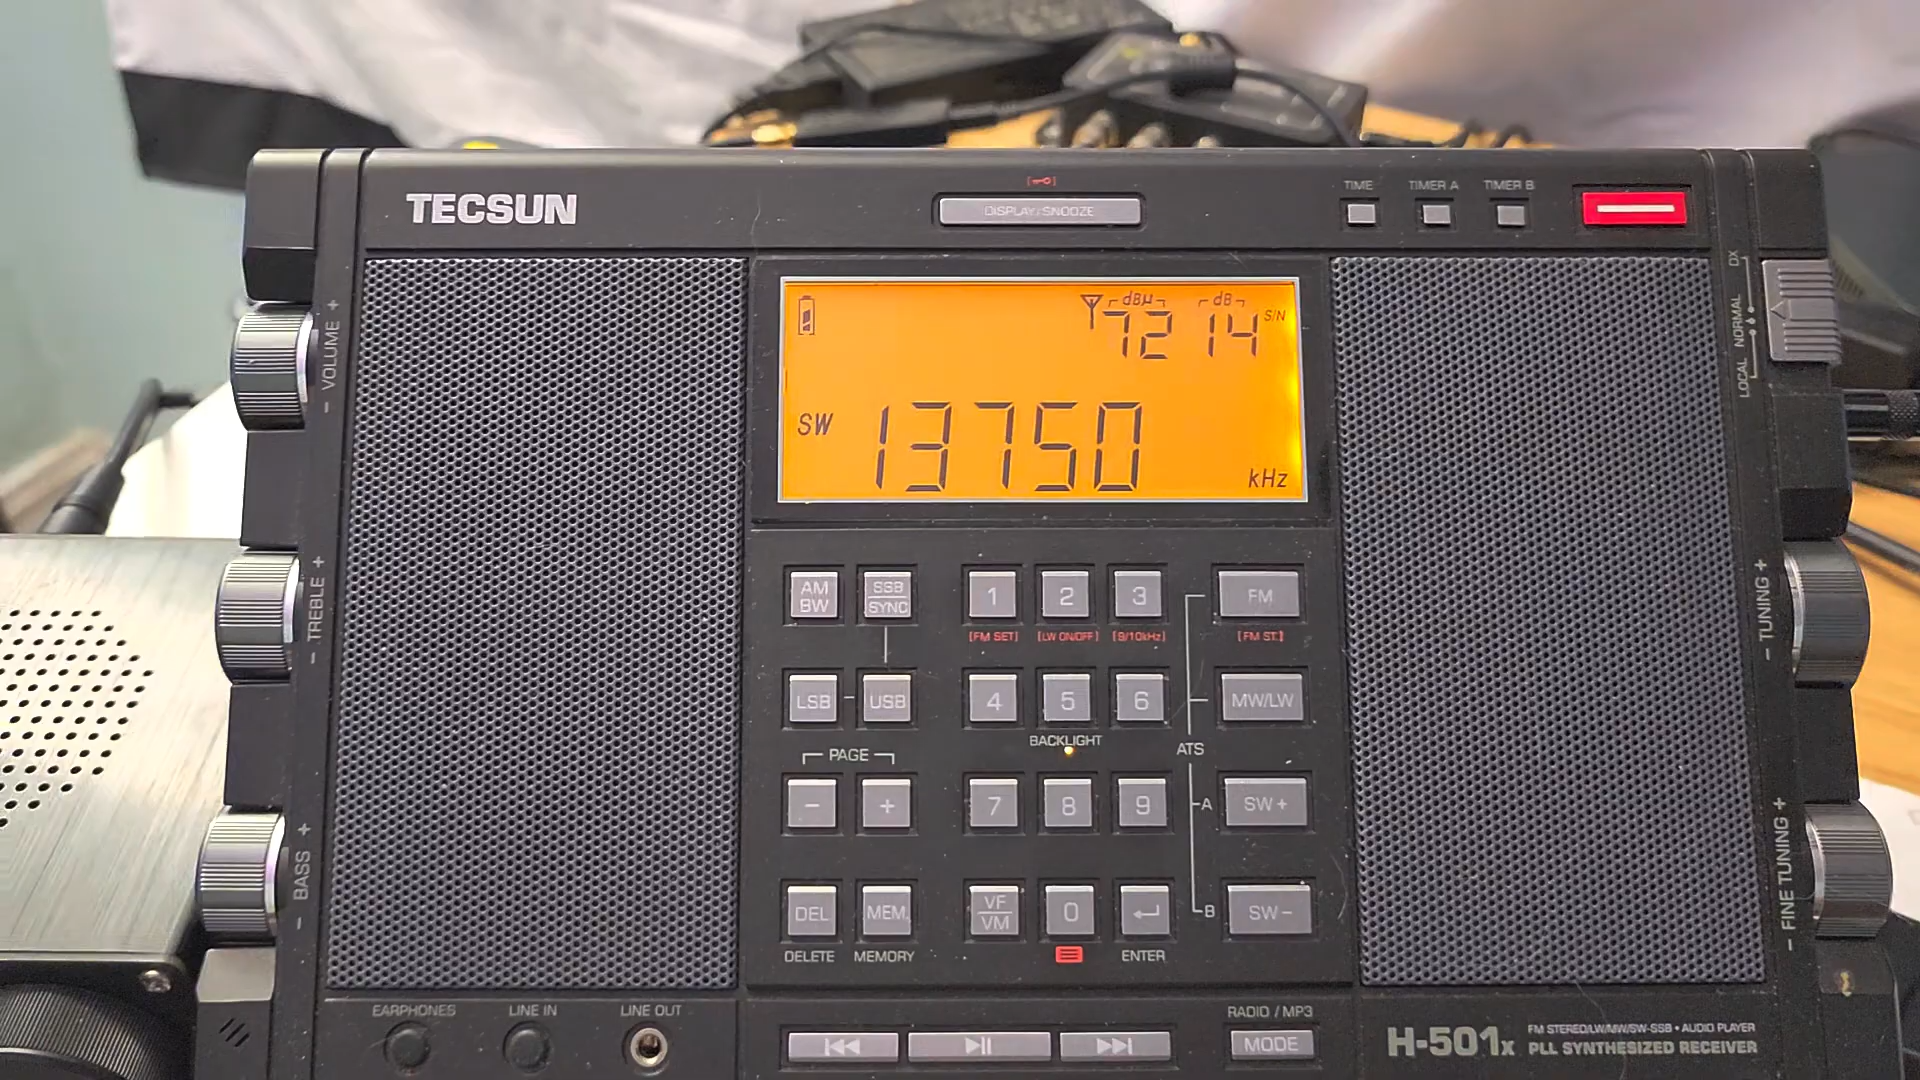 TECSUN
DISPLAY/SNOOZE
TIME
TIMER A
TIMER B
dBµ
dB
72 14 S/N
SW 13750 kHz
- VOLUME +
- TREBLE +
- BASS +
LOCAL NORMAL DX
- TUNING +
- FINE TUNING +
AM BW
SSB SYNC
1
2
3
FM
[FM SET]
[LW ON/OFF]
[9/10kHz]
[FM ST.]
LSB
USB
4
5
6
MW/LW
PAGE
BACKLIGHT
ATS
-
+
7
8
9
A
SW +
DEL
MEM.
VF VM
0
B
SW -
DELETE
MEMORY
ENTER
EARPHONES
LINE IN
LINE OUT
RADIO / MP3
MODE
H-501x
FM STEREO/LW/MW/SW-SSB • AUDIO PLAYER
PLL SYNTHESIZED RECEIVER